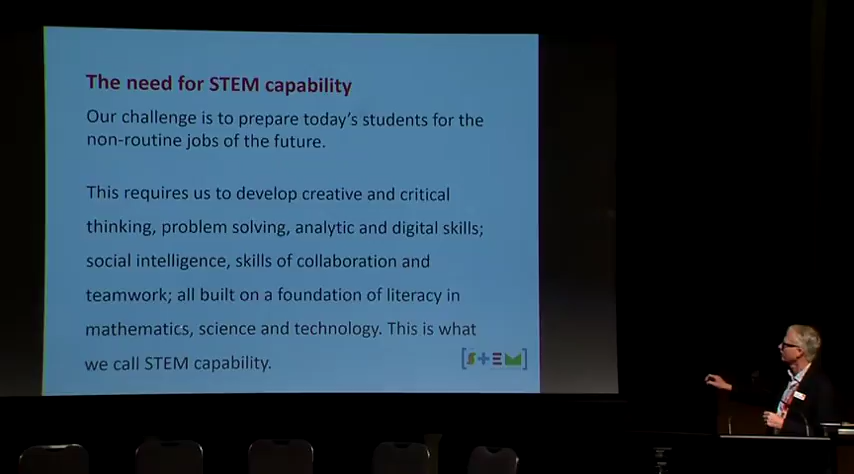 The need for STEM capability
Our challenge is to prepare today's students for the
non-routine jobs of the future.
This requires us to develop creative and critical
thinking, problem solving, analytic and digital skills;
social intelligence, skills of collaboration and
teamwork; all built on a foundation of literacy in
mathematics, science and technology. This is what
we call STEM capability.
[STEM]